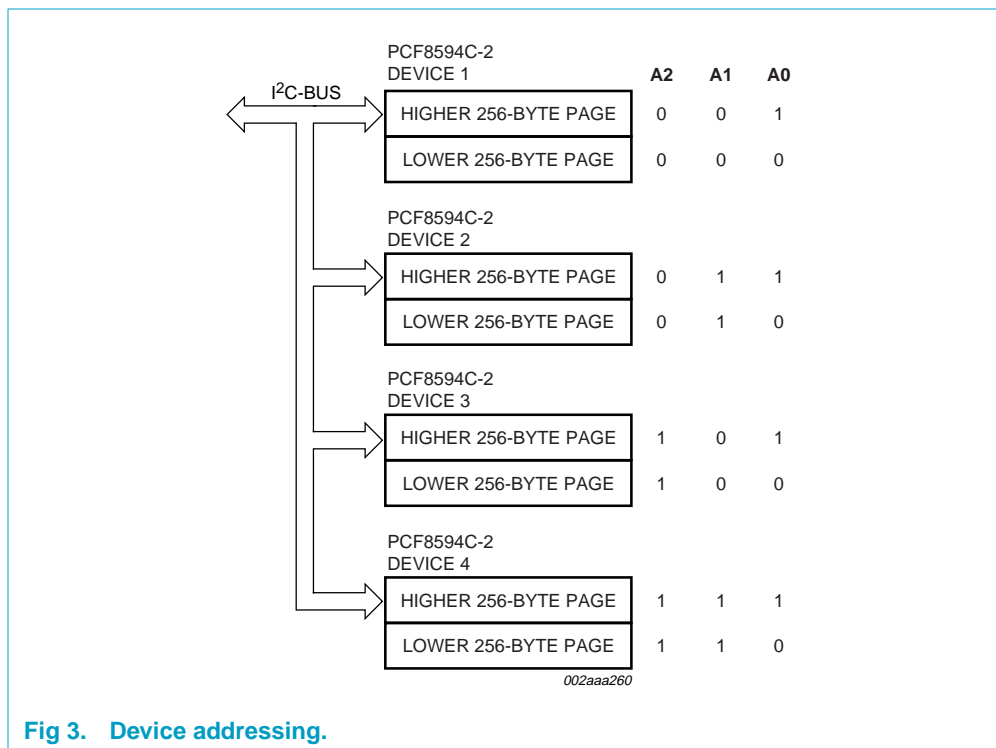 PCF8594C-2
DEVICE 1 A2 A1 A0
I2C-BUS
HIGHER 256-BYTE PAGE 0 0 1
LOWER 256-BYTE PAGE 0 0 0
PCF8594C-2
DEVICE 2
HIGHER 256-BYTE PAGE 0 1 1
LOWER 256-BYTE PAGE 0 1 0
PCF8594C-2
DEVICE 3
HIGHER 256-BYTE PAGE 1 0 1
LOWER 256-BYTE PAGE 1 0 0
PCF8594C-2
DEVICE 4
HIGHER 256-BYTE PAGE 1 1 1
LOWER 256-BYTE PAGE 1 1 0
002aaa260
Fig 3. Device addressing.